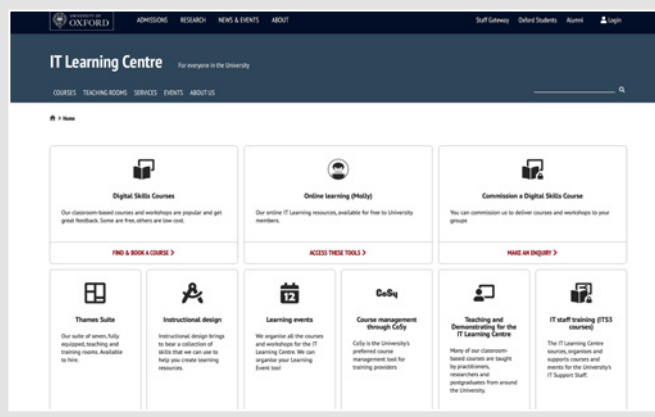 UNIVERSITY OF
OXFORD
ADMISSIONS RESEARCH NEWS & EVENTS ABOUT
Staff Gateway Oxford Students Alumni Login
IT Learning Centre
For everyone in the University
COURSES TEACHING ROOMS SERVICES EVENTS ABOUT US
> Home
Digital Skills Courses
Our classroom-based courses and workshops are popular and get
great feedback. Some are free, others are low cost.
FIND & BOOK A COURSE >
Online learning (Molly)
Our online IT Learning resources, available for free to University
members.
ACCESS THESE TOOLS >
Commission a Digital Skills Course
You can commission us to deliver courses and workshops to your
groups
MAKE AN ENQUIRY >
Thames Suite
Our suite of seven, fully
equipped, teaching and
training rooms. Available
to hire.
Instructional design
Instructional design brings
to bear a collection of
skills that we can use to
help you create learning
resources.
12
Learning events
We organise all the courses
and workshops for the IT
Learning Centre. We can
organise your Learning
Event too!
CoSy
Course management
through CoSy
CoSy is the University's
preferred course
management tool for
training providers
Teaching and
Demonstrating for the
IT Learning Centre
Many of our classroom-
based courses are taught
by practitioners,
researchers and
postgraduates from around
the University.
IT staff training (ITS3
courses)
The IT Learning Centre
sources, organises and
supports courses and
events for the University's
IT Support Staff.